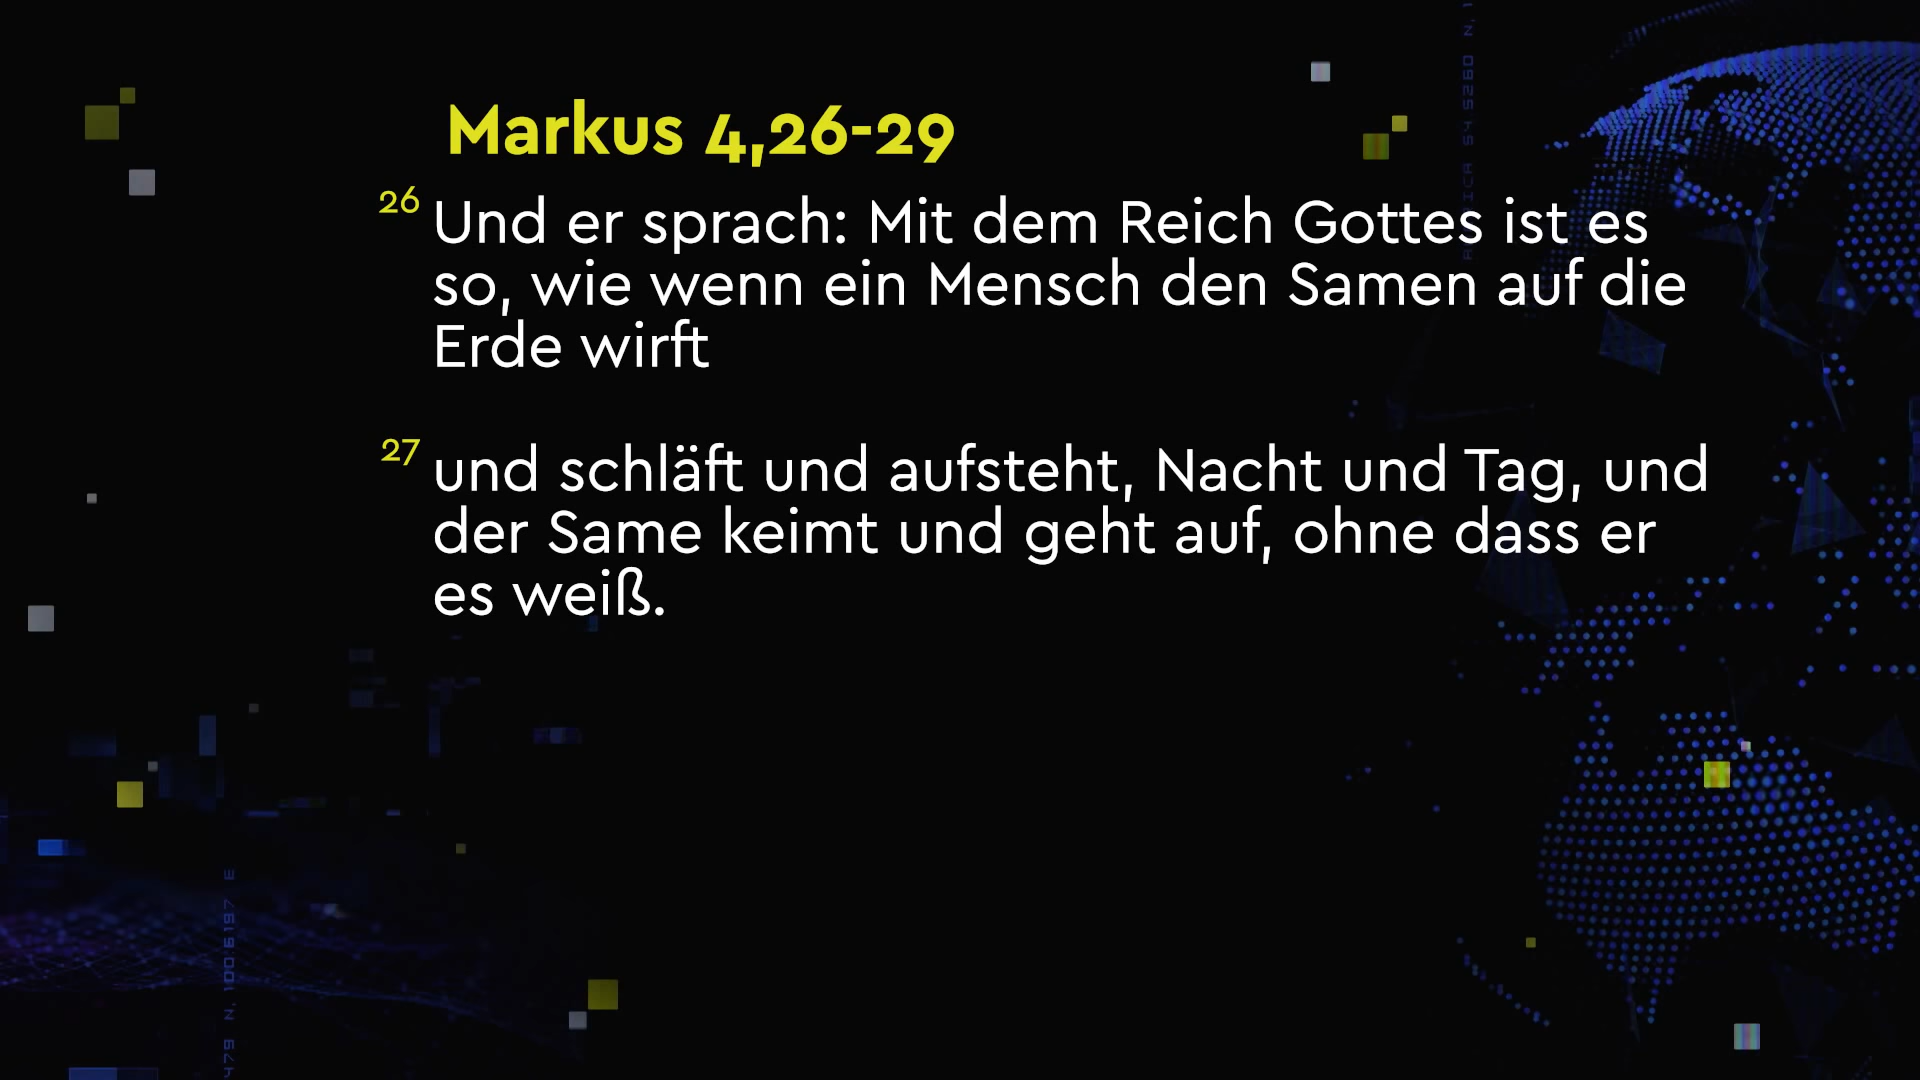 Markus 4,26-29
26 Und er sprach: Mit dem Reich Gottes ist es
so, wie wenn ein Mensch den Samen auf die
Erde wirft
27 und schläft und aufsteht, Nacht und Tag, und
der Same keimt und geht auf, ohne dass er
es weiß.